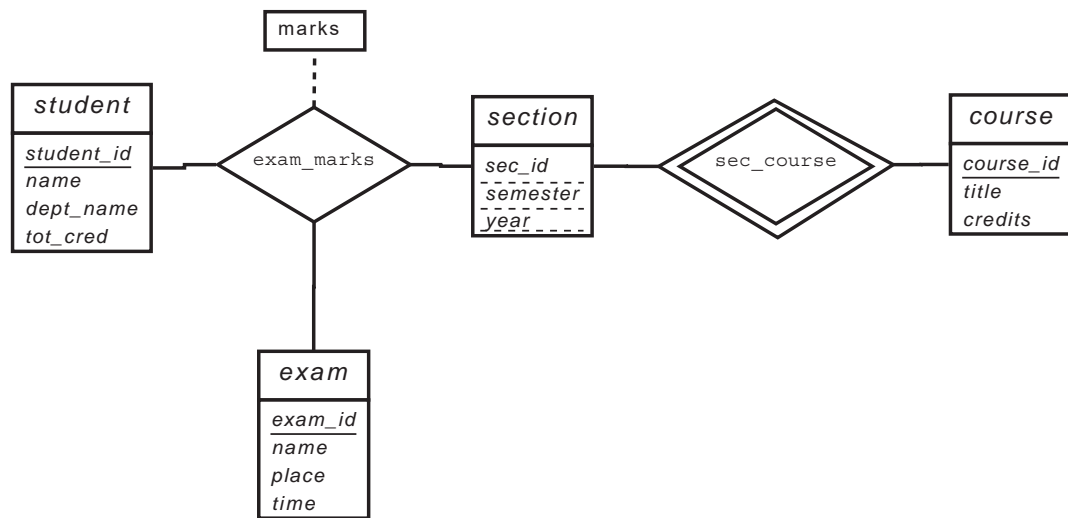 marks
student
student_id
name
dept_name
tot_cred
exam_marks
section
sec_id
semester
year
sec_course
course
course_id
title
credits
exam
exam_id
name
place
time